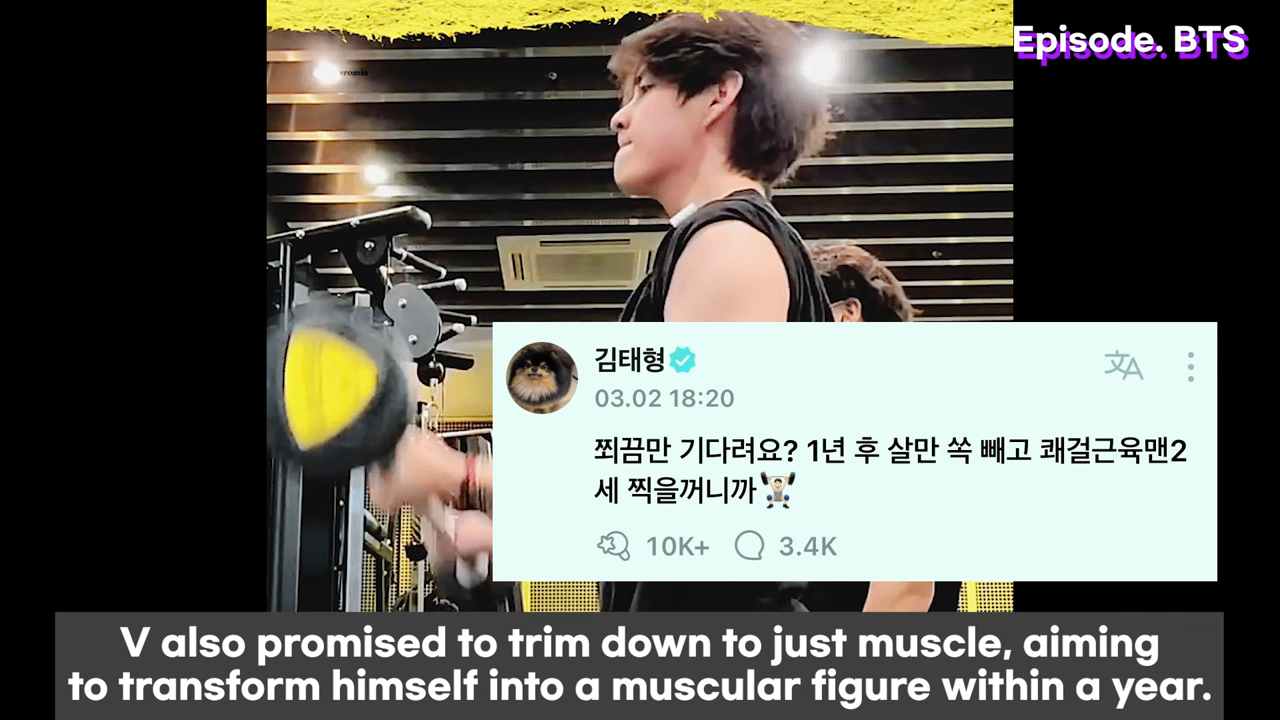 Episode. BTS
김태형
03.02 18:20
쬐끔만 기다려요? 1년 후 살만 쏙 빼고 쾌걸근육맨2
세 찍을꺼니까
10K+ 3.4K
V also promised to trim down to just muscle, aiming
to transform himself into a muscular figure within a year.